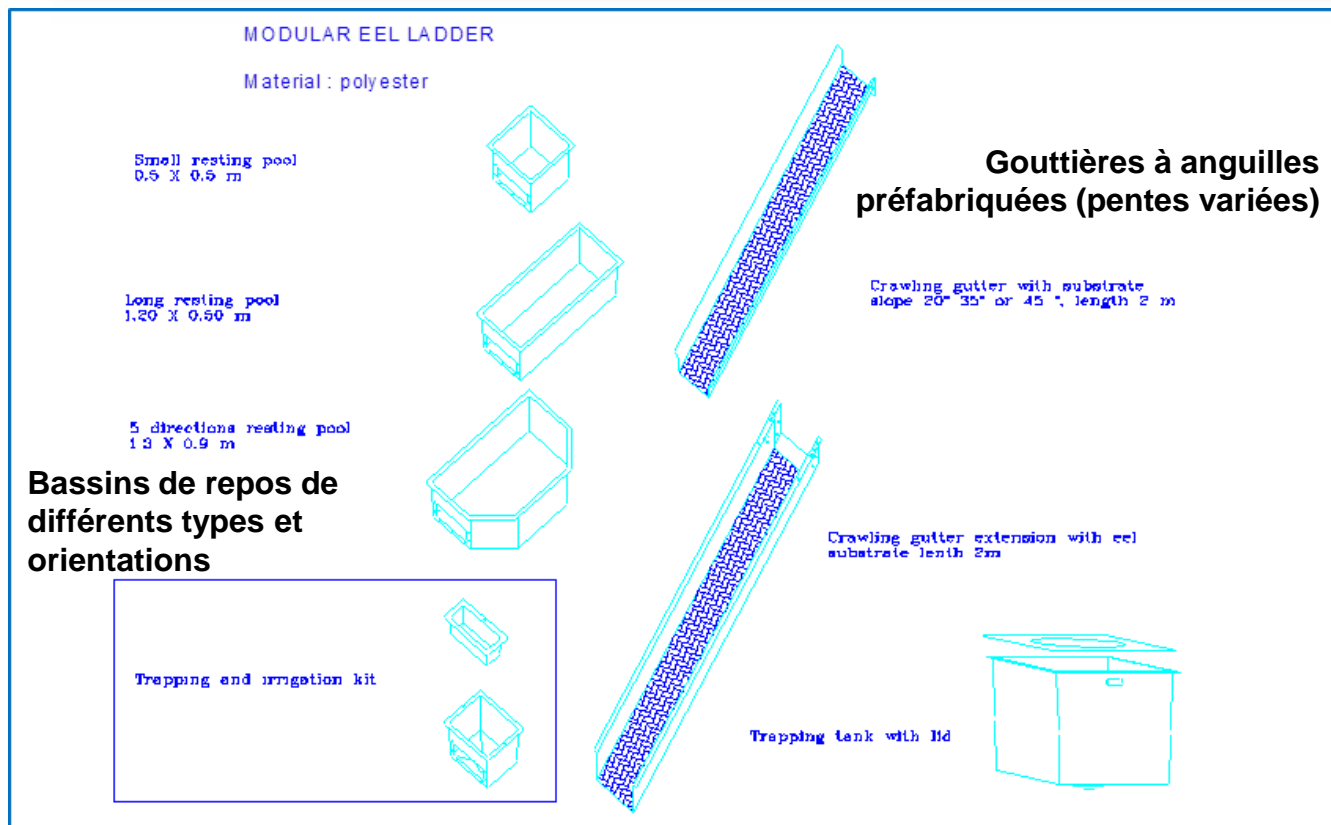 MODULAR EEL LADDER
Material : polyester
Small resting pool
0.5 X 0.5 m
Gouttières à anguilles
préfabriquées (pentes variées)
Long resting pool
1.20 X 0.50 m
Crawling gutter with substrate
slope 20° 35° or 45 °, length 2 m
5 directions resting pool
1.3 X 0.9 m
Bassins de repos de
différents types et
orientations
Crawling gutter extension with eel
substrate lenth 2m
Trapping and irrigation kit
Trapping tank with lid